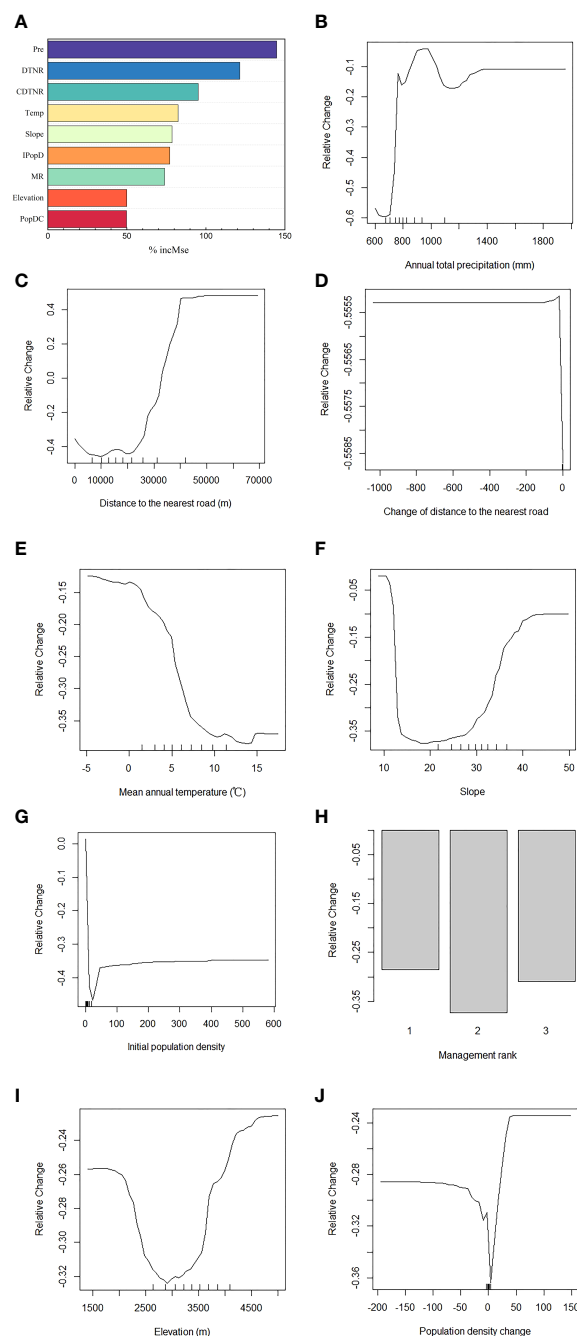 A
Pre
DTNR
CDTNR
Temp
Slope
IPopD
MR
Elevation
PopDC
0 50 100 150
% incMse
B
Relative Change
-0.1
-0.2
-0.3
-0.4
-0.5
-0.6
600 1000 1400 1800
Annual total precipitation (mm)
C
Relative Change
0.4
0.2
0.0
-0.2
-0.4
0 10000 30000 50000 70000
Distance to the nearest road (m)
D
Relative Change
-0.5555
-0.5565
-0.5575
-0.5585
-1000 -800 -600 -400 -200 0
Change of distance to the nearest road
E
Relative Change
-0.15
-0.20
-0.25
-0.30
-0.35
-5 0 5 10 15
Mean annual temperature (℃)
F
Relative Change
-0.05
-0.15
-0.25
-0.35
10 20 30 40 50
Slope
G
Relative Change
0.0
-0.1
-0.2
-0.3
-0.4
0 100 200 300 400 500 600
Initial population density
H
Relative Change
-0.05
-0.15
-0.25
-0.35
1 2 3
Management rank
I
Relative Change
-0.24
-0.26
-0.28
-0.30
-0.32
1500 2500 3500 4500
Elevation (m)
J
Relative Change
-0.24
-0.28
-0.32
-0.36
-200 -150 -100 -50 0 50 100 150
Population density change